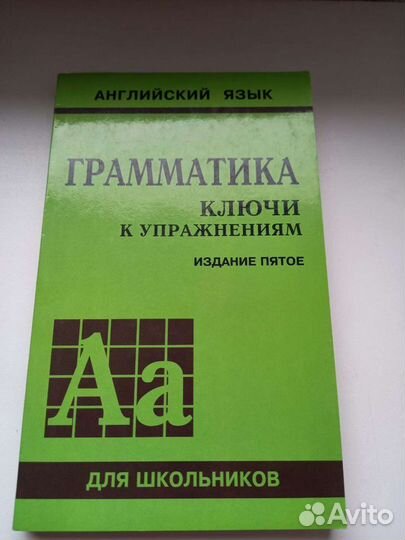 АНГЛИЙСКИЙ ЯЗЫК
ГРАММАТИКА
КЛЮЧИ
К УПРАЖНЕНИЯМ
ИЗДАНИЕ ПЯТОЕ
Aa
ДЛЯ ШКОЛЬНИКОВ
Avito